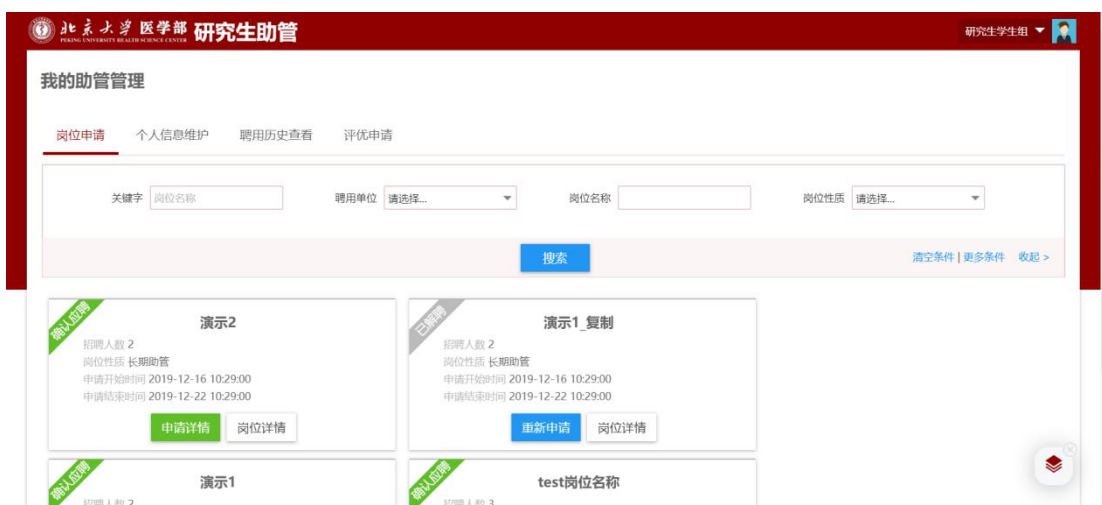 北京大学 医学部 研究生助管
PEKING UNIVERSITY HEALTH SCIENCE CENTER
研究生学生组
我的助管管理
岗位申请 个人信息维护 聘用历史查看 评优申请
关键字 岗位名称 聘用单位 请选择... 岗位名称 岗位性质 请选择...
搜索 清空条件 | 更多条件 收起 >
确认应聘 演示2
招聘人数 2
岗位性质 长期助管
申请开始时间 2019-12-16 10:29:00
申请结束时间 2019-12-22 10:29:00
申请详情 岗位详情
已解聘 演示1_复制
招聘人数 2
岗位性质 长期助管
申请开始时间 2019-12-16 10:29:00
申请结束时间 2019-12-22 10:29:00
重新申请 岗位详情
确认应聘 演示1
招聘人数 2
确认应聘 test岗位名称
招聘人数 3